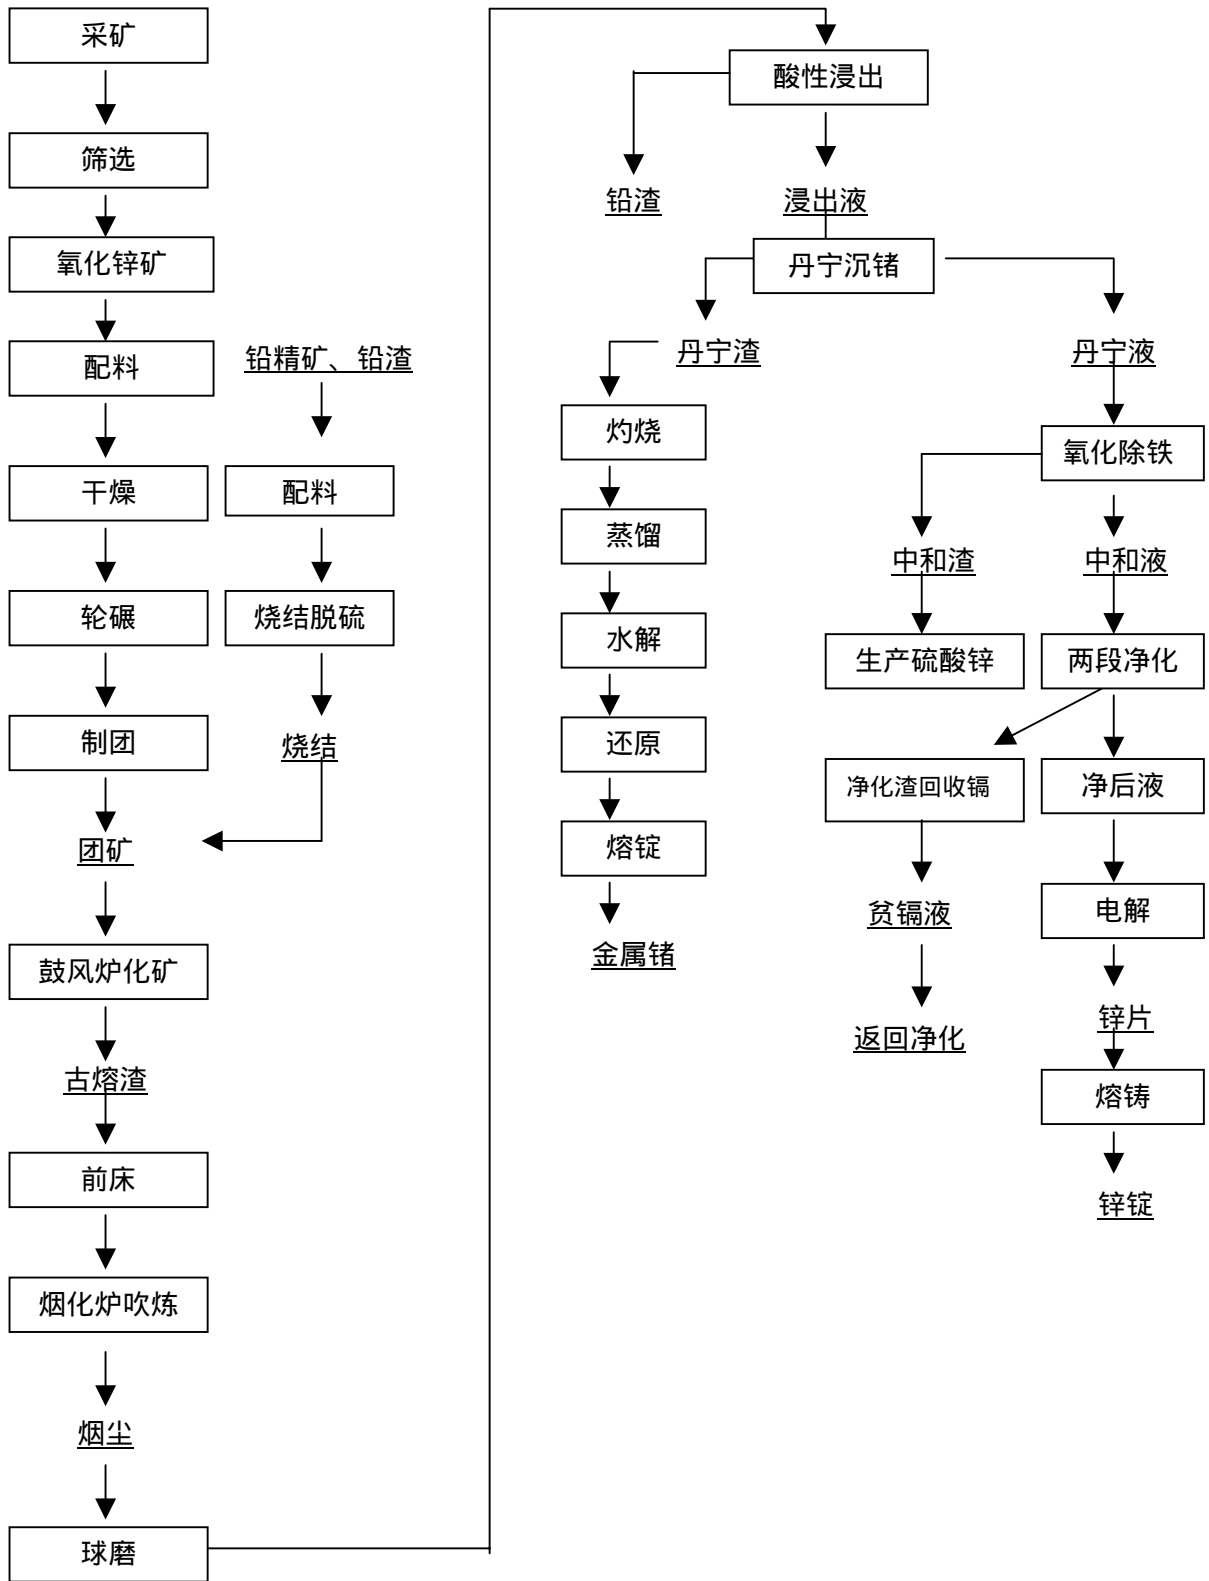 采矿
筛选
氧化锌矿
配料
干燥
轮碾
制团
团矿
鼓风炉化矿
古熔渣
前床
烟化炉吹炼
烟尘
球磨
铅精矿、铅渣
配料
烧结脱硫
烧结
酸性浸出
铅渣
浸出液
丹宁沉锗
丹宁渣
灼烧
蒸馏
水解
还原
熔锭
金属锗
丹宁液
氧化除铁
中和渣
生产硫酸锌
中和液
两段净化
净化渣回收镉
贫镉液
返回净化
净后液
电解
锌片
熔铸
锌锭